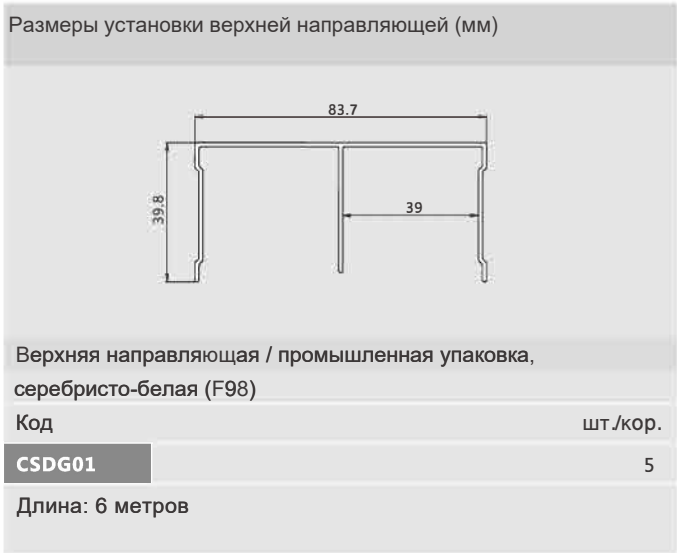 Размеры установки верхней направляющей (мм)
83.7
39.8
39
Верхняя направляющая / промышленная упаковка,
серебристо-белая (F98)
Код шт./кор.
CSDG01 5
Длина: 6 метров